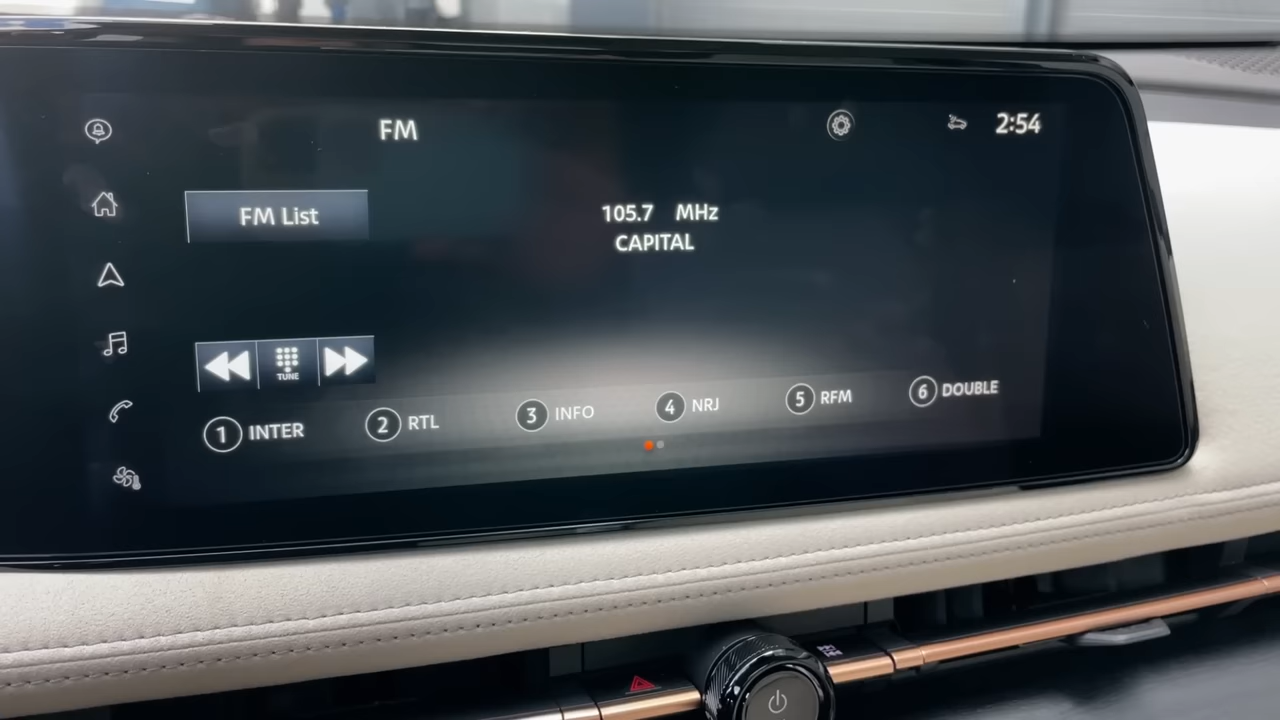 FM
2:54
FM List
105.7 MHz
CAPITAL
TUNE
1 INTER
2 RTL
3 INFO
4 NRJ
5 RFM
6 DOUBLE